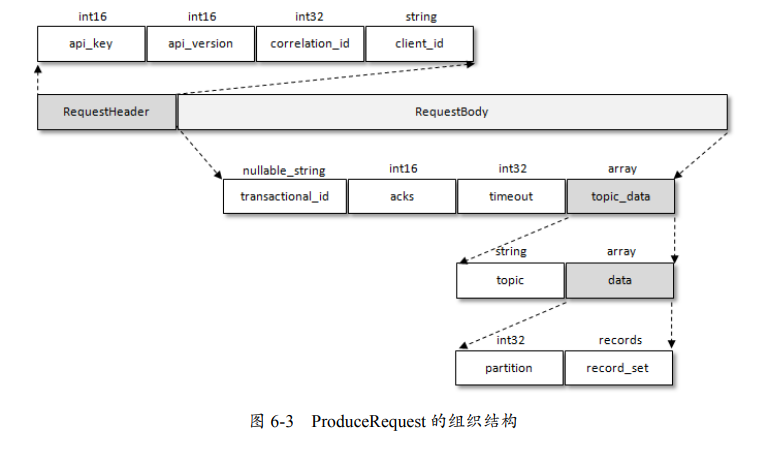 int16 int16 int32 string
api_key api_version correlation_id client_id
RequestHeader RequestBody
nullable_string int16 int32 array
transactional_id acks timeout topic_data
string array
topic data
int32 records
partition record_set
图 6-3 ProduceRequest 的组织结构